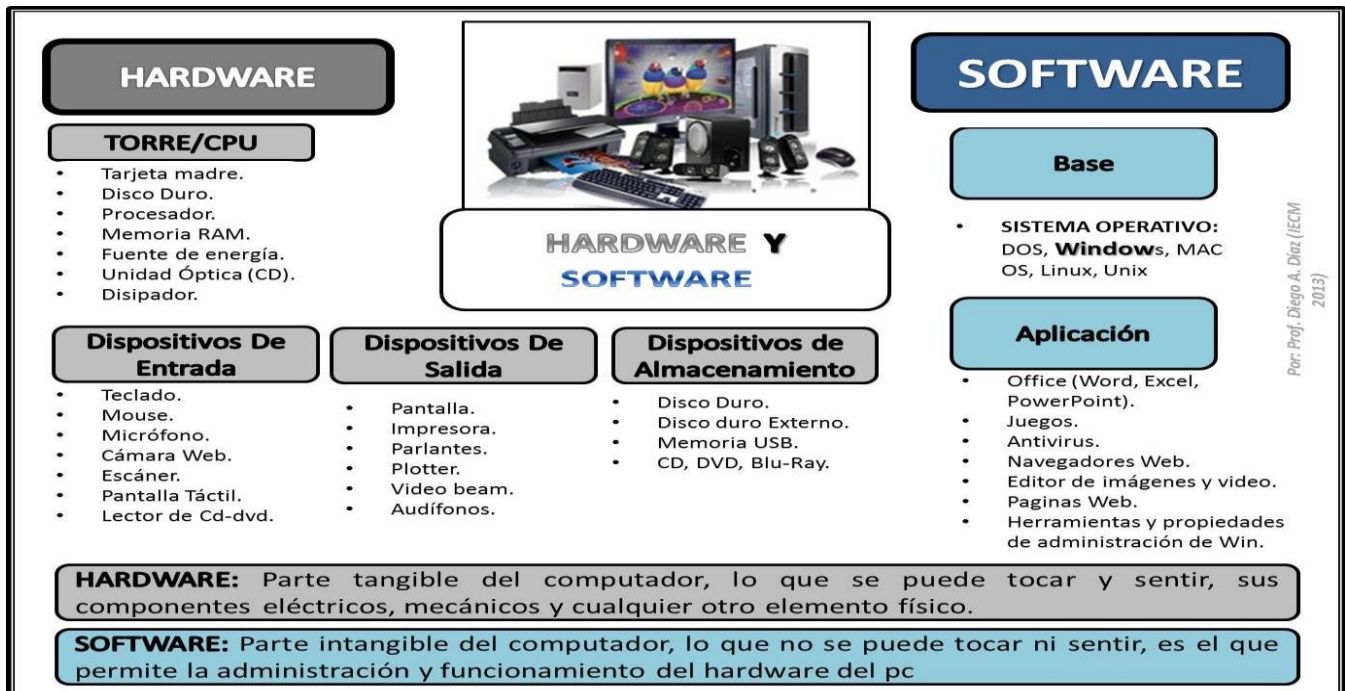 HARDWARE
TORRE/CPU
• Tarjeta madre.
• Disco Duro.
• Procesador.
• Memoria RAM.
• Fuente de energía.
• Unidad Óptica (CD).
• Disipador.
HARDWARE Y
SOFTWARE
SOFTWARE
Base
• SISTEMA OPERATIVO:
DOS, Windows, MAC
OS, Linux, Unix
Por: Prof. Diego A. Díaz (IECM
2013)
Dispositivos De
Entrada
• Teclado.
• Mouse.
• Micrófono.
• Cámara Web.
• Escáner.
• Pantalla Táctil.
• Lector de Cd-dvd.
Dispositivos De
Salida
• Pantalla.
• Impresora.
• Parlantes.
• Plotter.
• Video beam.
• Audífonos.
Dispositivos de
Almacenamiento
• Disco Duro.
• Disco duro Externo.
• Memoria USB.
• CD, DVD, Blu-Ray.
Aplicación
• Office (Word, Excel,
PowerPoint).
• Juegos.
• Antivirus.
• Navegadores Web.
• Editor de imágenes y video.
• Paginas Web.
• Herramientas y propiedades
de administración de Win.
HARDWARE: Parte tangible del computador, lo que se puede tocar y sentir, sus
componentes eléctricos, mecánicos y cualquier otro elemento físico.
SOFTWARE: Parte intangible del computador, lo que no se puede tocar ni sentir, es el que
permite la administración y funcionamiento del hardware del pc